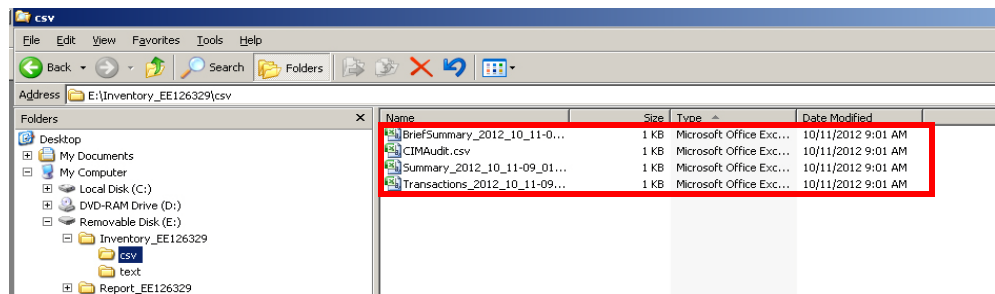 csv
File Edit View Favorites Tools Help
Back Search Folders
Address E:\Inventory_EE126329\csv
Folders
Name Size Type Date Modified
Desktop
My Documents
My Computer
Local Disk (C:)
DVD-RAM Drive (D:)
Removable Disk (E:)
Inventory_EE126329
csv
text
Report_EE126329
BriefSummary_2012_10_11-0... 1 KB Microsoft Office Exc... 10/11/2012 9:01 AM
CIMAudit.csv 1 KB Microsoft Office Exc... 10/11/2012 9:01 AM
Summary_2012_10_11-09_01... 1 KB Microsoft Office Exc... 10/11/2012 9:01 AM
Transactions_2012_10_11-09... 1 KB Microsoft Office Exc... 10/11/2012 9:01 AM